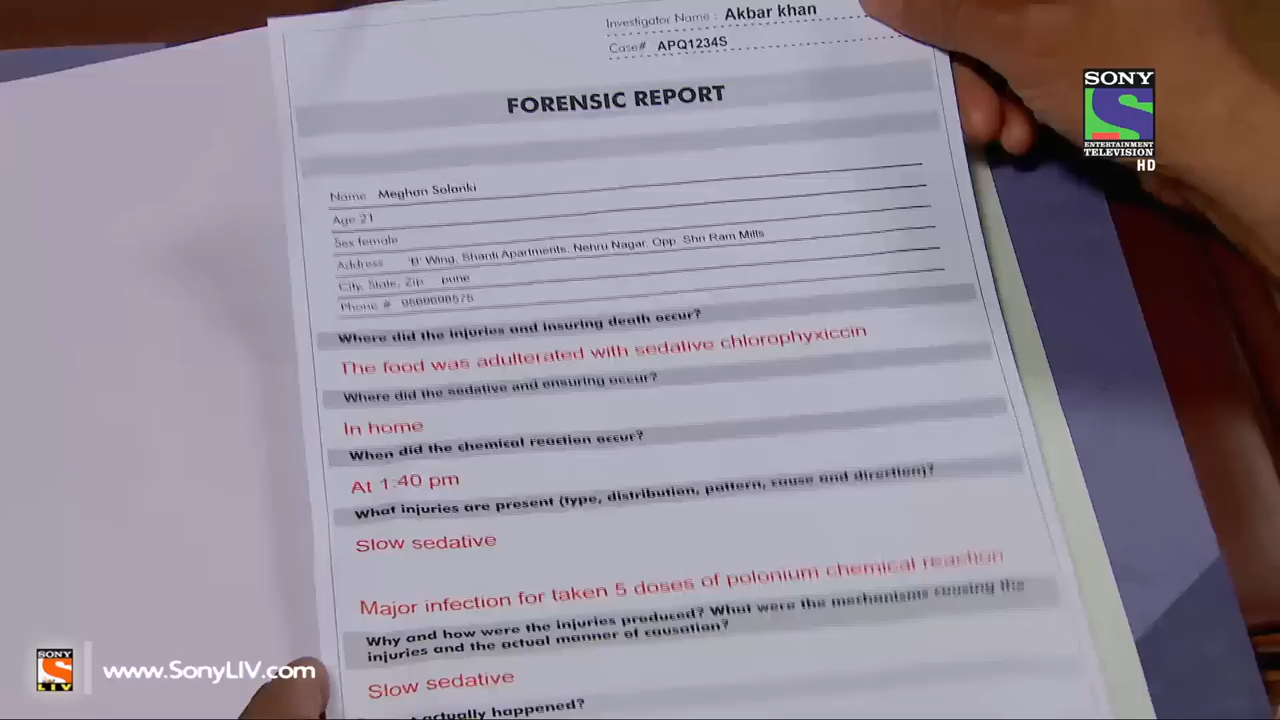 Investigator Name : Akbar khan
Case# APQ1234S
FORENSIC REPORT
SONY
ENTERTAINMENT
TELEVISION
HD
Name Meghan Solanki
Age 21
Sex female
Address 'B' Wing, Shanti Apartments, Nehru Nagar, Opp. Shri Ram Mills
City, State, Zip pune
Phone #
Where did the injuries and insuring death occur?
The food was adulterated with sedative chlorophyxiccin
Where did the sedative and ensuring occur?
In home
When did the chemical reaction occur?
At 1:40 pm
What injuries are present (type, distribution, pattern, cause and direction)?
Slow sedative
Major infection for taken 5 doses of polonium chemical reaction
Why and how were the injuries produced? What were the mechanisms causing the
injuries and the actual manner of causation?
Slow sedative
actually happened?
SONY
LIV
www.SonyLIV.com